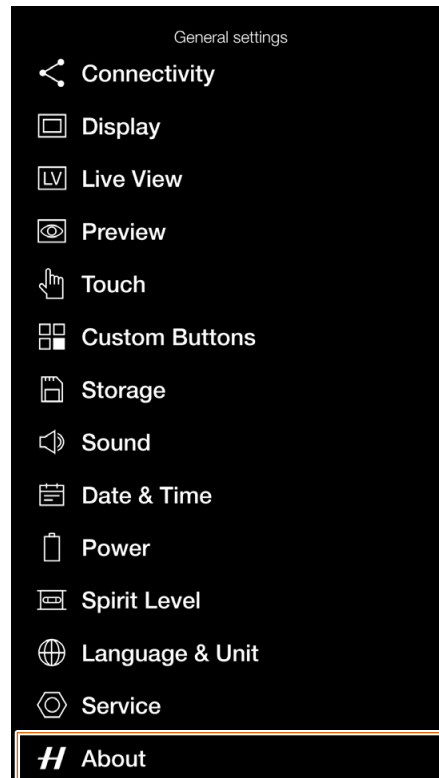 General settings
Connectivity
Display
LV Live View
Preview
Touch
Custom Buttons
Storage
Sound
Date & Time
Power
Spirit Level
Language & Unit
Service
H About